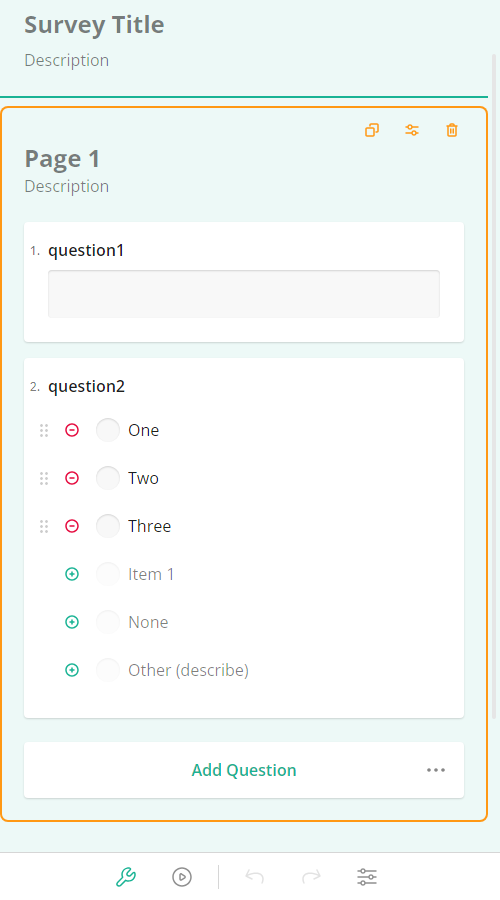 Survey Title
Description
Page 1
Description
1. question1
2. question2
One
Two
Three
Item 1
None
Other (describe)
Add Question